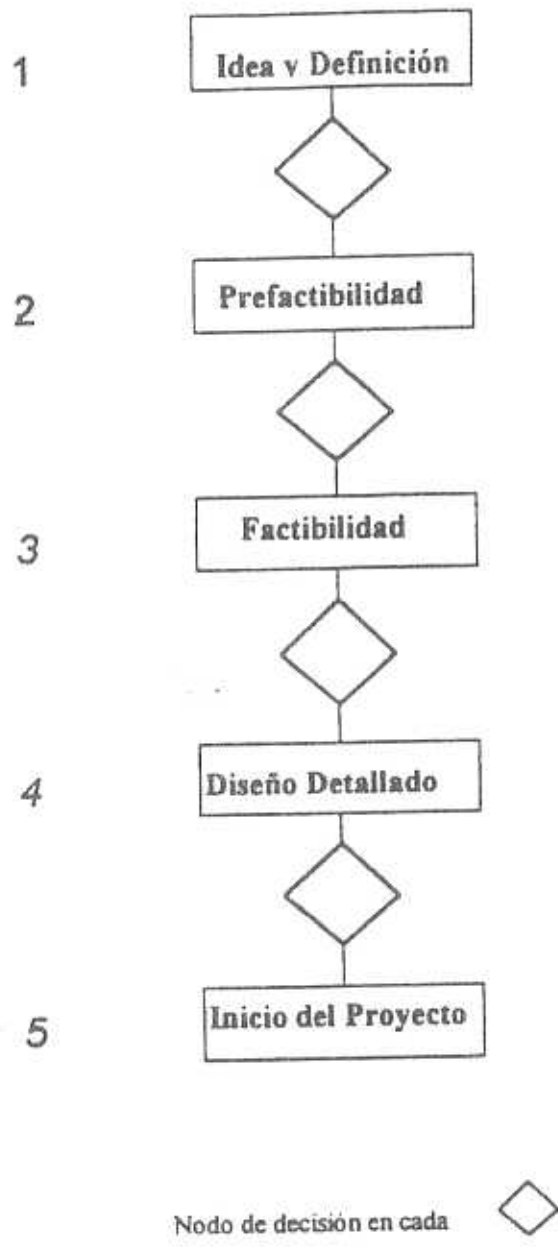 1
Idea v Definición
2
Prefactibilidad
3
Factibilidad
4
Diseño Detallado
5
Inicio del Proyecto
Nodo de decisión en cada